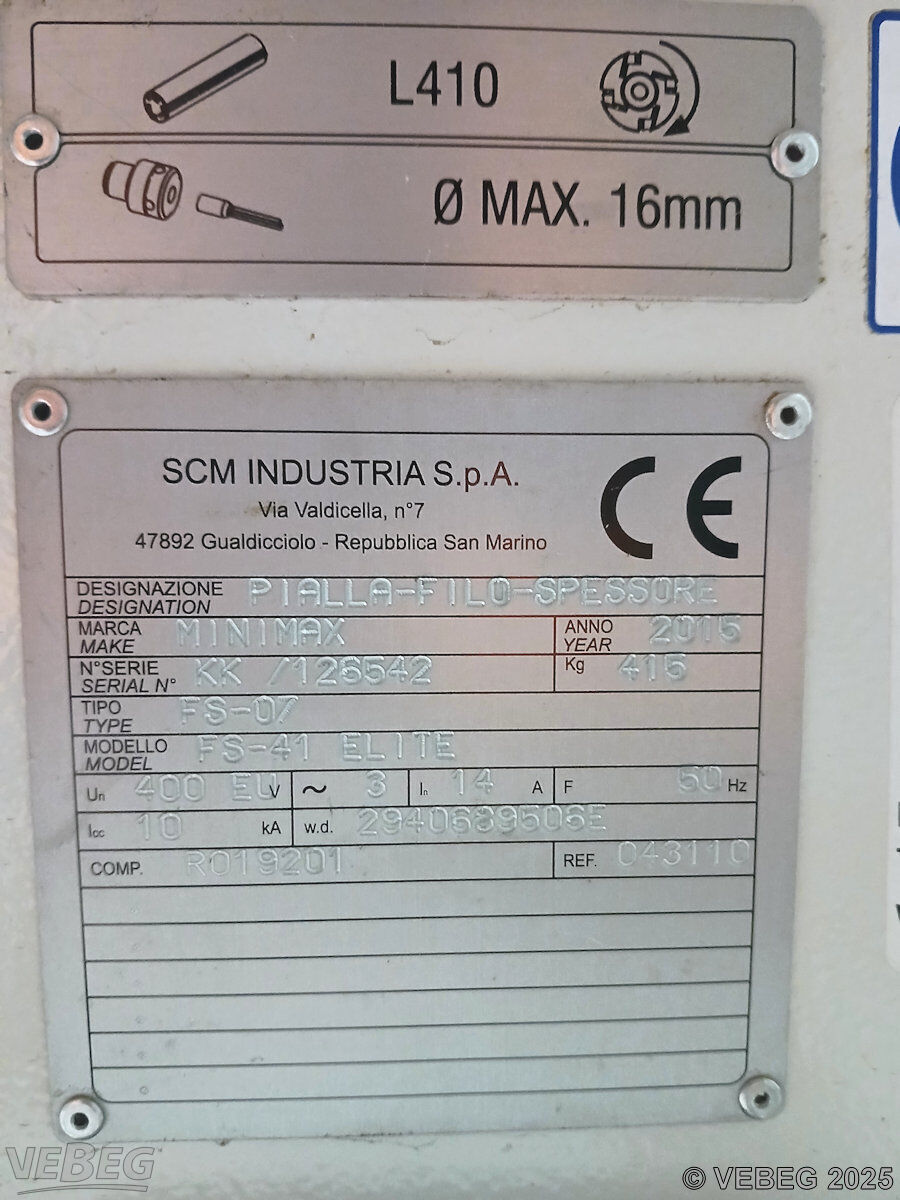 L410
Ø MAX. 16mm
SCM INDUSTRIA S.p.A.
Via Valdicella, n°7
47892 Gualdicciolo - Repubblica San Marino
CE
DESIGNAZIONE PIALLA-FILO-SPESSORE
DESIGNATION
MARCA MINIMAX ANNO 2015
MAKE YEAR
N°SERIE KK /126542 Kg 415
SERIAL N°
TIPO FS-07
TYPE
MODELLO FS-41 ELITE
MODEL
Un 400 EU V ~ 3 In 14 A F 50 Hz
Icc 10 kA w.d. 2940639506E
COMP. R019201 REF. 043110
VEBEG
© VEBEG 2025